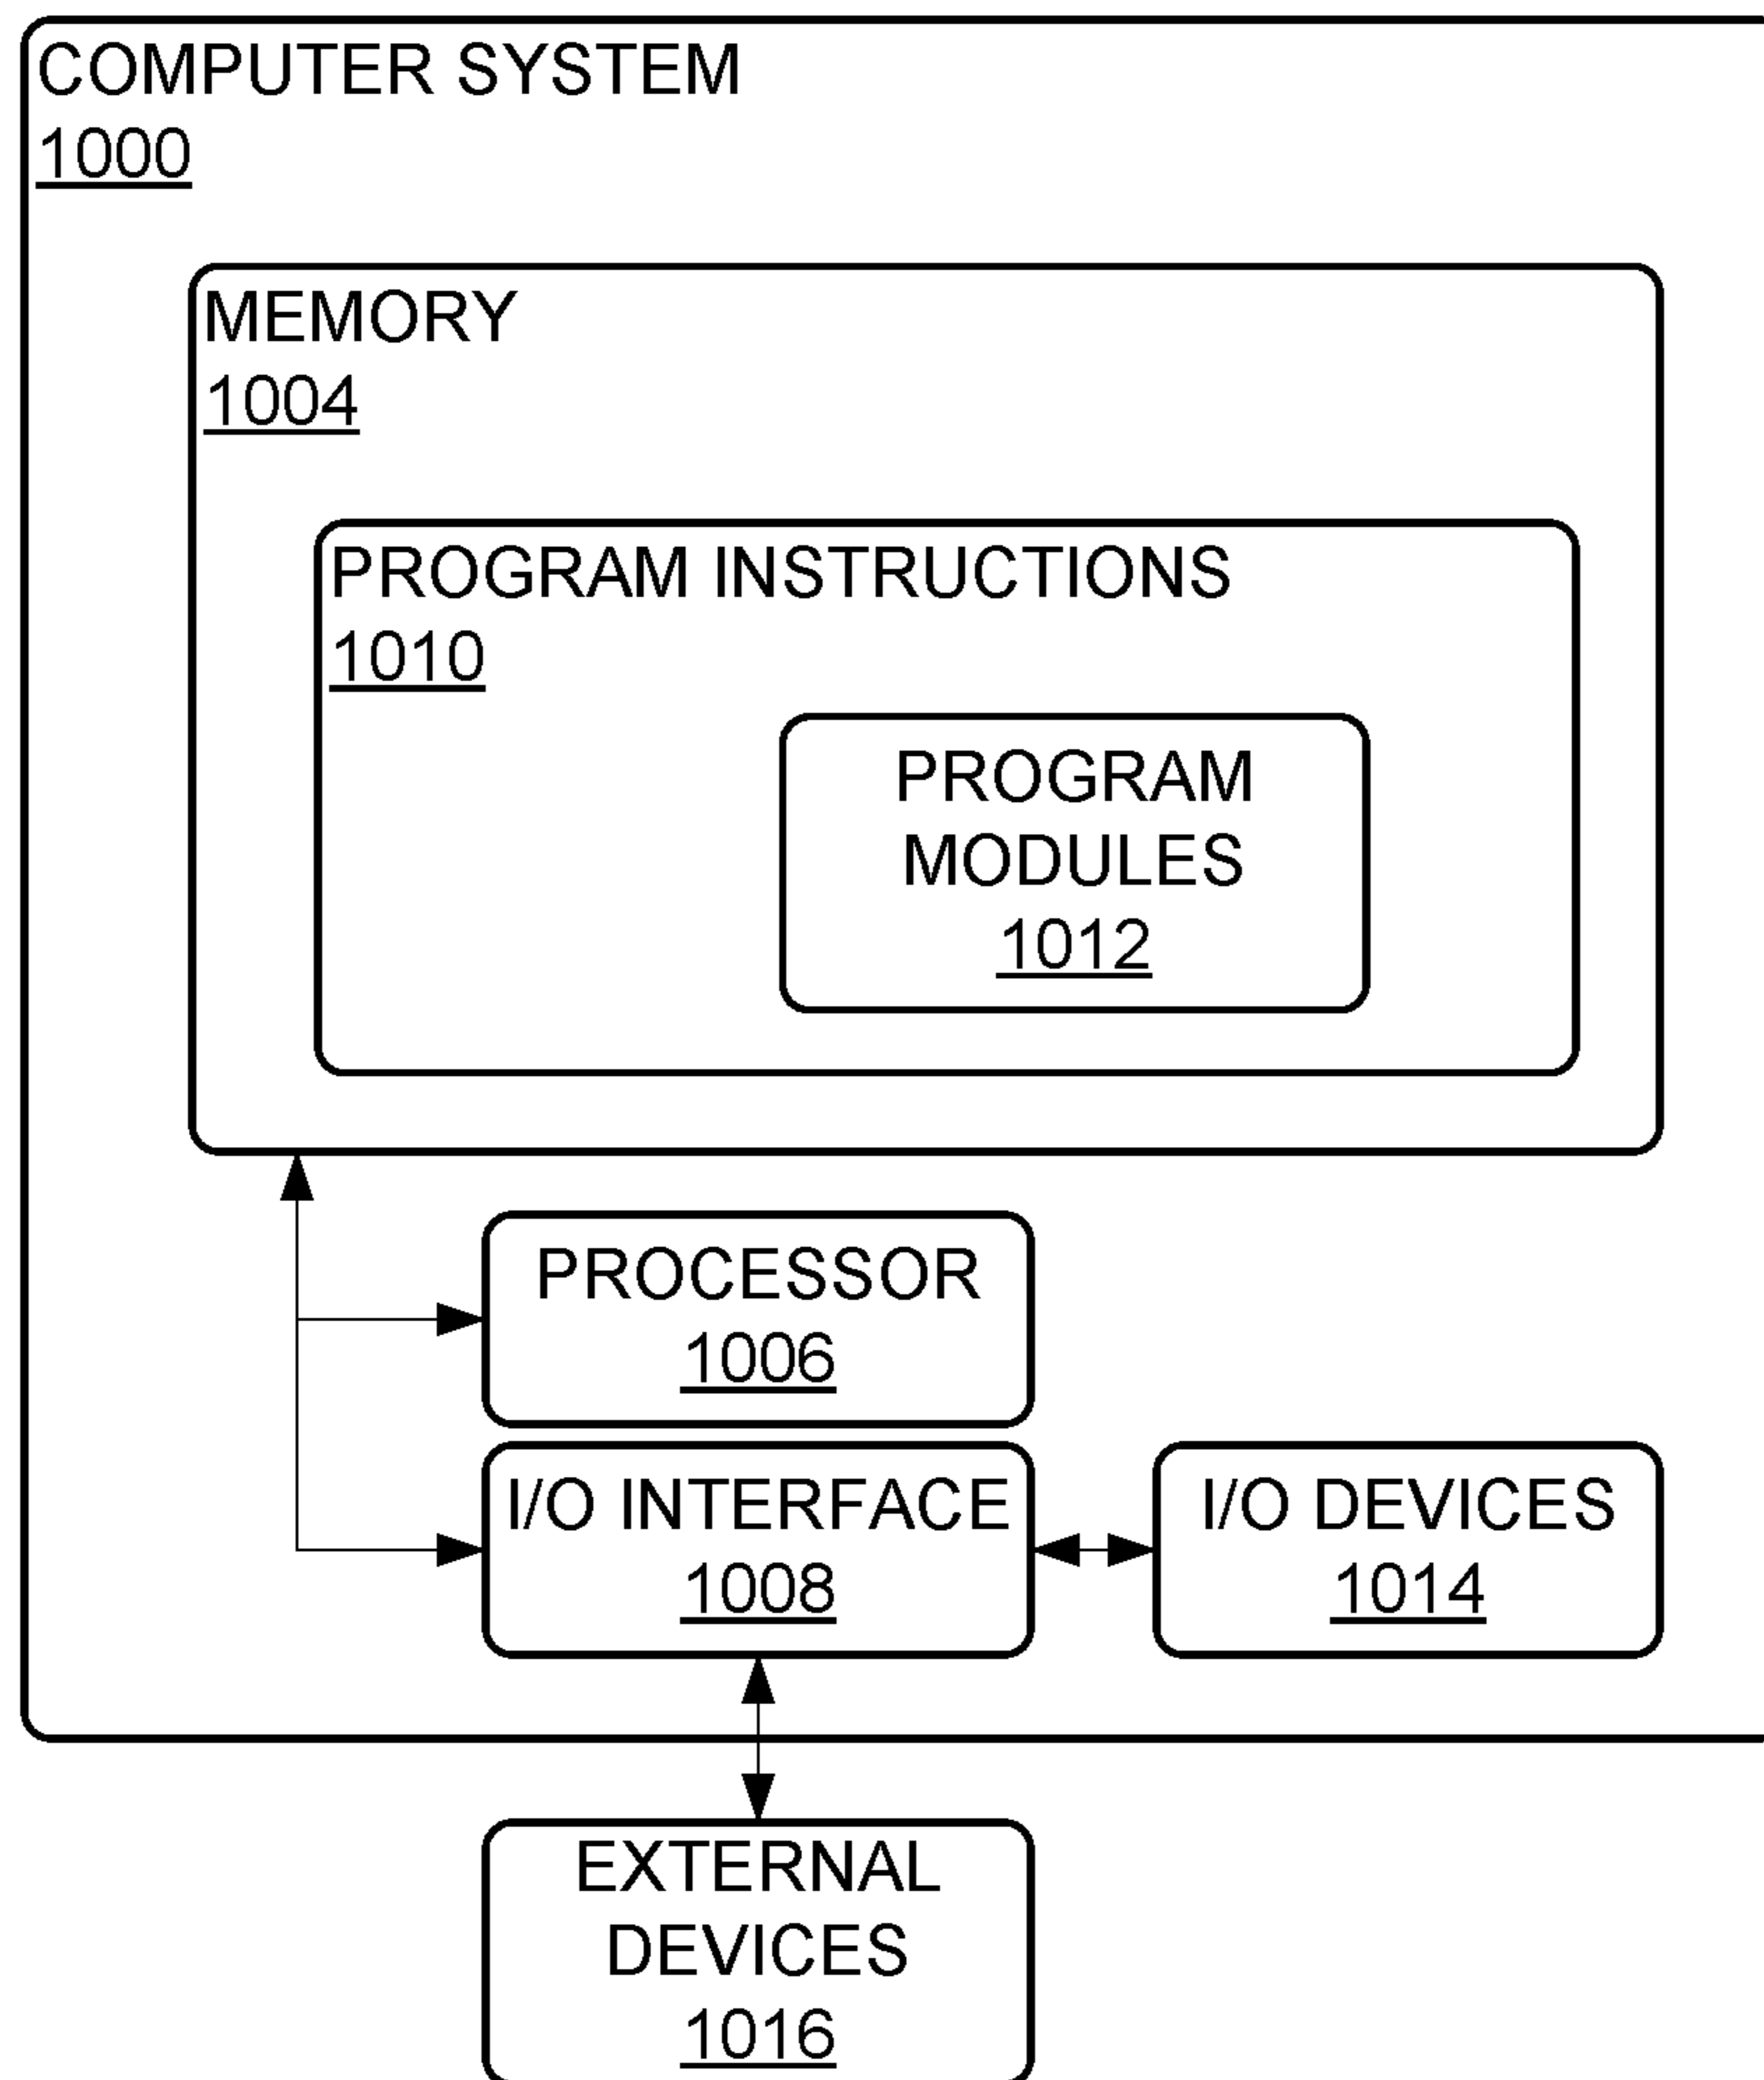 COMPUTER SYSTEM
1000
MEMORY
1004
PROGRAM INSTRUCTIONS
1010
PROGRAM
MODULES
1012
PROCESSOR
1006
I/O INTERFACE
1008
I/O DEVICES
1014
EXTERNAL
DEVICES
1016